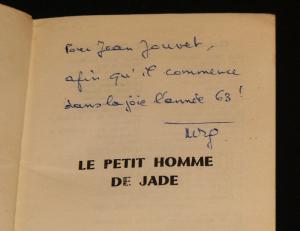 Pour Jean Jouvet,
afin qu'il commence
dans la joie l'année 63 !
LE PETIT HOMME
DE JADE